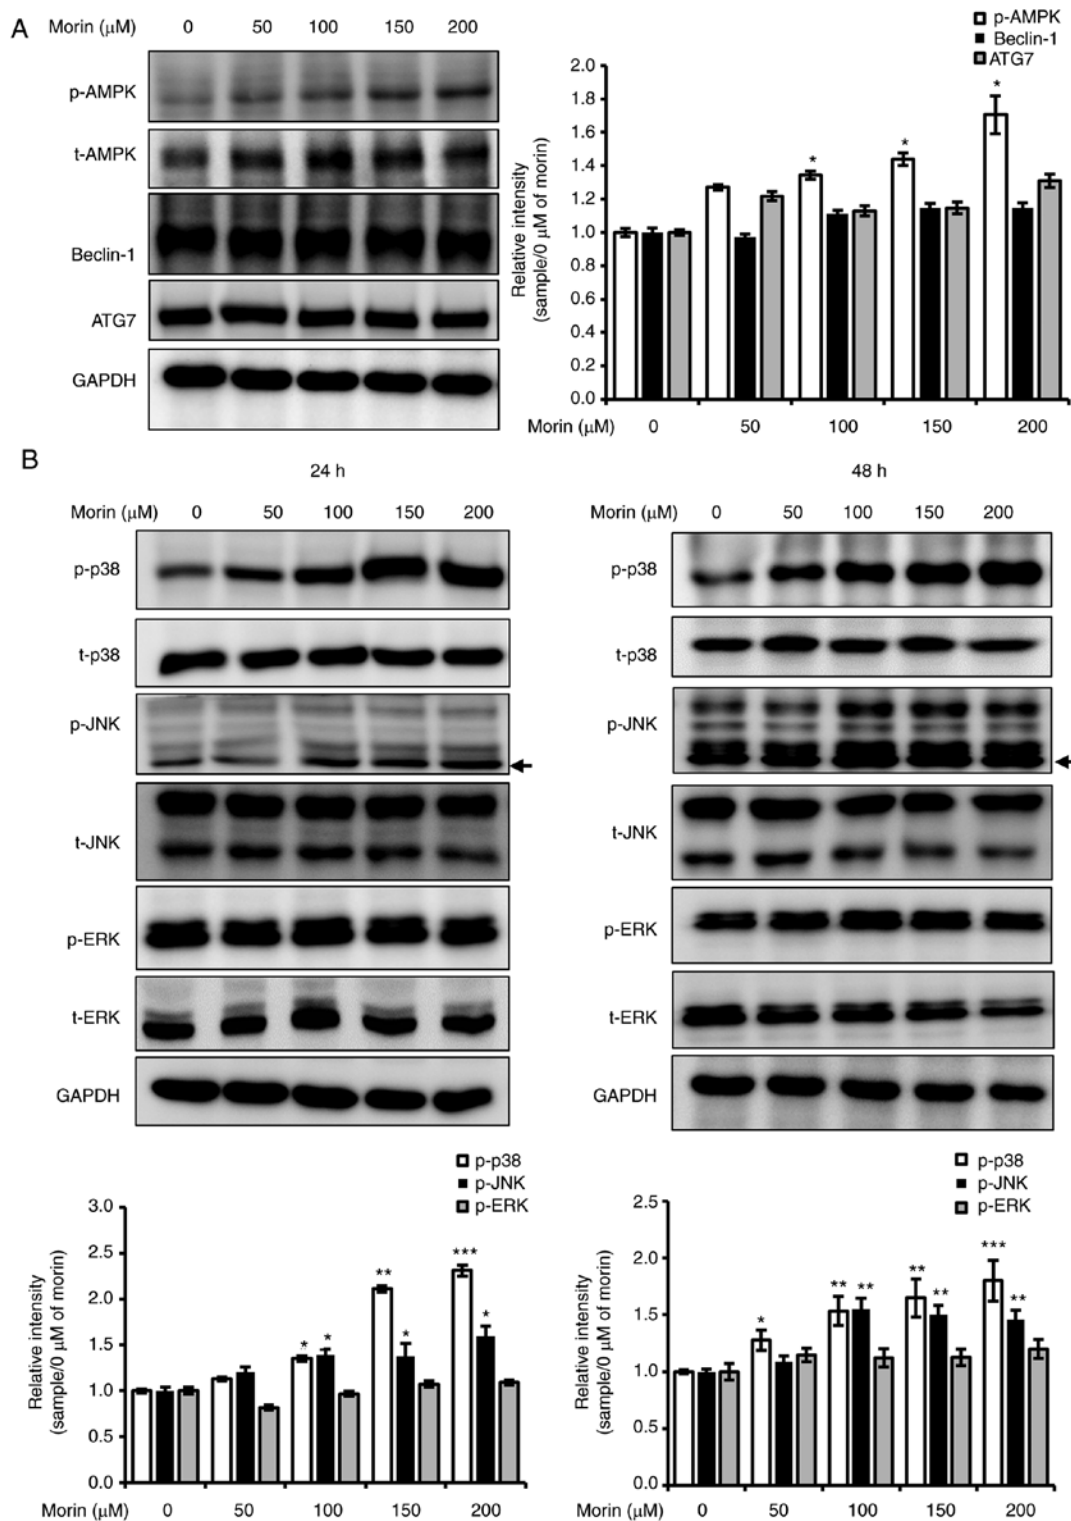 A
Morin (μM) 0 50 100 150 200
p-AMPK
t-AMPK
Beclin-1
ATG7
GAPDH
p-AMPK
Beclin-1
ATG7
Relative intensity
(sample/0 μM of morin)
2.0
1.8
1.6
1.4
1.2
1.0
0.8
0.6
0.4
0.2
0.0
*
*
*
Morin (μM) 0 50 100 150 200
B
24 h
Morin (μM) 0 50 100 150 200
p-p38
t-p38
p-JNK
t-JNK
p-ERK
t-ERK
GAPDH
48 h
Morin (μM) 0 50 100 150 200
p-p38
t-p38
p-JNK
t-JNK
p-ERK
t-ERK
GAPDH
p-p38
p-JNK
p-ERK
Relative intensity
(sample/0 μM of morin)
3.0
2.5
2.0
1.5
1.0
0.5
0.0
* * ** * *** *
Morin (μM) 0 50 100 150 200
p-p38
p-JNK
p-ERK
Relative intensity
(sample/0 μM of morin)
2.5
2.0
1.5
1.0
0.5
0.0
* ** ** ** ** *** **
Morin (μM) 0 50 100 150 200